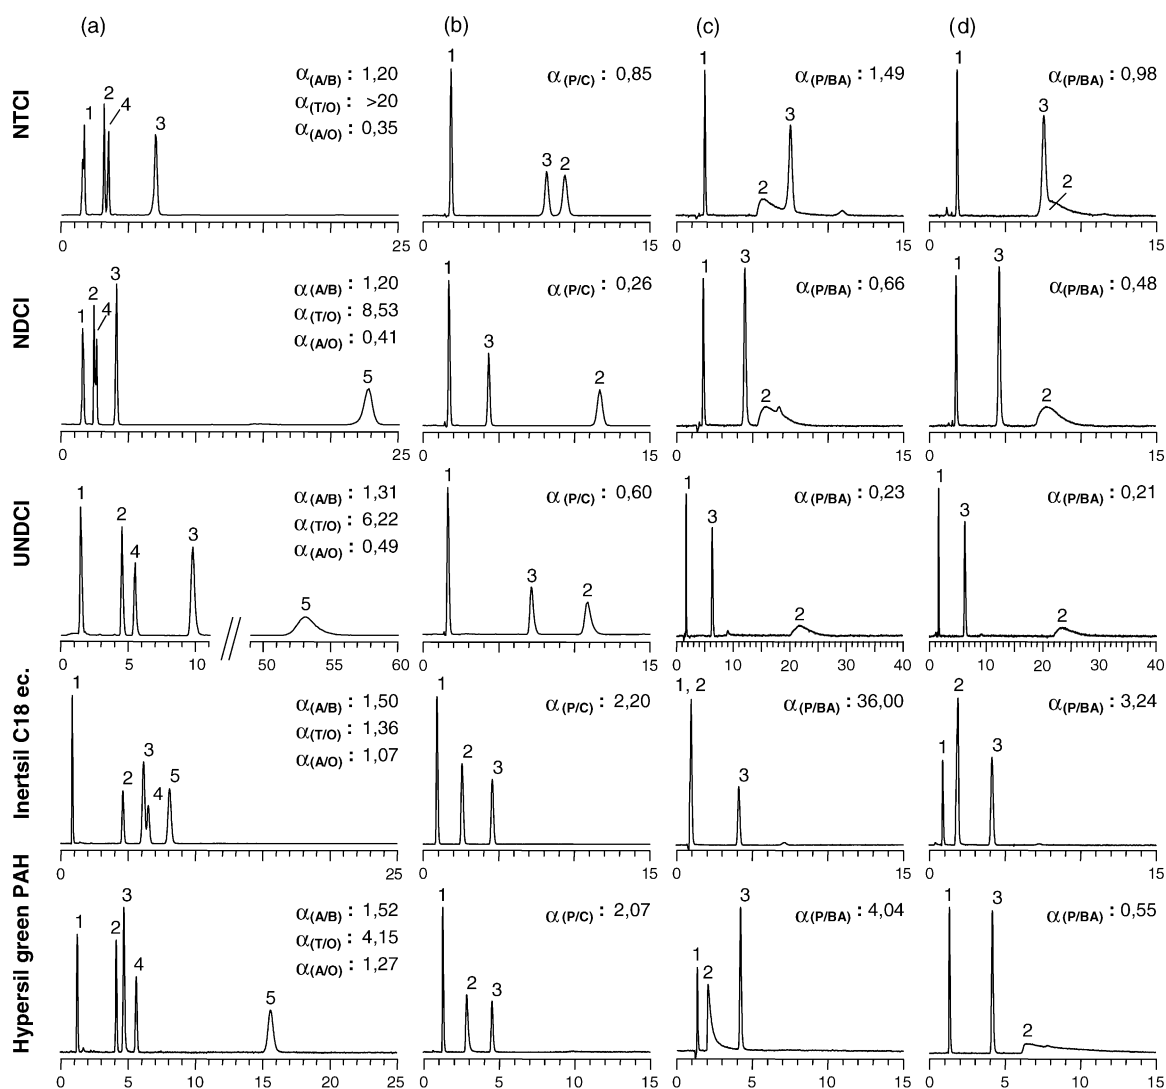 (a) (b) (c) (d)
NTCI
α(A/B) : 1,20
α(T/O) : >20
α(A/O) : 0,35
1 2 4 3
0 25
α(P/C) : 0,85
1 3 2
0 15
α(P/BA) : 1,49
1 2 3
0 15
α(P/BA) : 0,98
1 3 2
0 15
NDCI
α(A/B) : 1,20
α(T/O) : 8,53
α(A/O) : 0,41
1 2 4 3 5
0 25
α(P/C) : 0,26
1 3 2
0 15
α(P/BA) : 0,66
1 3 2
0 15
α(P/BA) : 0,48
1 3 2
0 15
UNDCI
α(A/B) : 1,31
α(T/O) : 6,22
α(A/O) : 0,49
1 2 4 3 5
0 5 10 50 55 60
α(P/C) : 0,60
1 3 2
0 5 10 15
α(P/BA) : 0,23
1 3 2
0 10 20 30 40
α(P/BA) : 0,21
1 3 2
0 10 20 30 40
Inertsil C18 ec.
α(A/B) : 1,50
α(T/O) : 1,36
α(A/O) : 1,07
1 2 3 4 5
0 25
α(P/C) : 2,20
1 2 3
0 15
α(P/BA) : 36,00
1, 2 3
0 15
α(P/BA) : 3,24
1 2 3
0 15
Hypersil green PAH
α(A/B) : 1,52
α(T/O) : 4,15
α(A/O) : 1,27
1 2 3 4 5
0 5 10 15 20 25
α(P/C) : 2,07
1 2 3
0 5 10 15
α(P/BA) : 4,04
1 2 3
0 5 10 15
α(P/BA) : 0,55
1 3 2
0 5 10 15